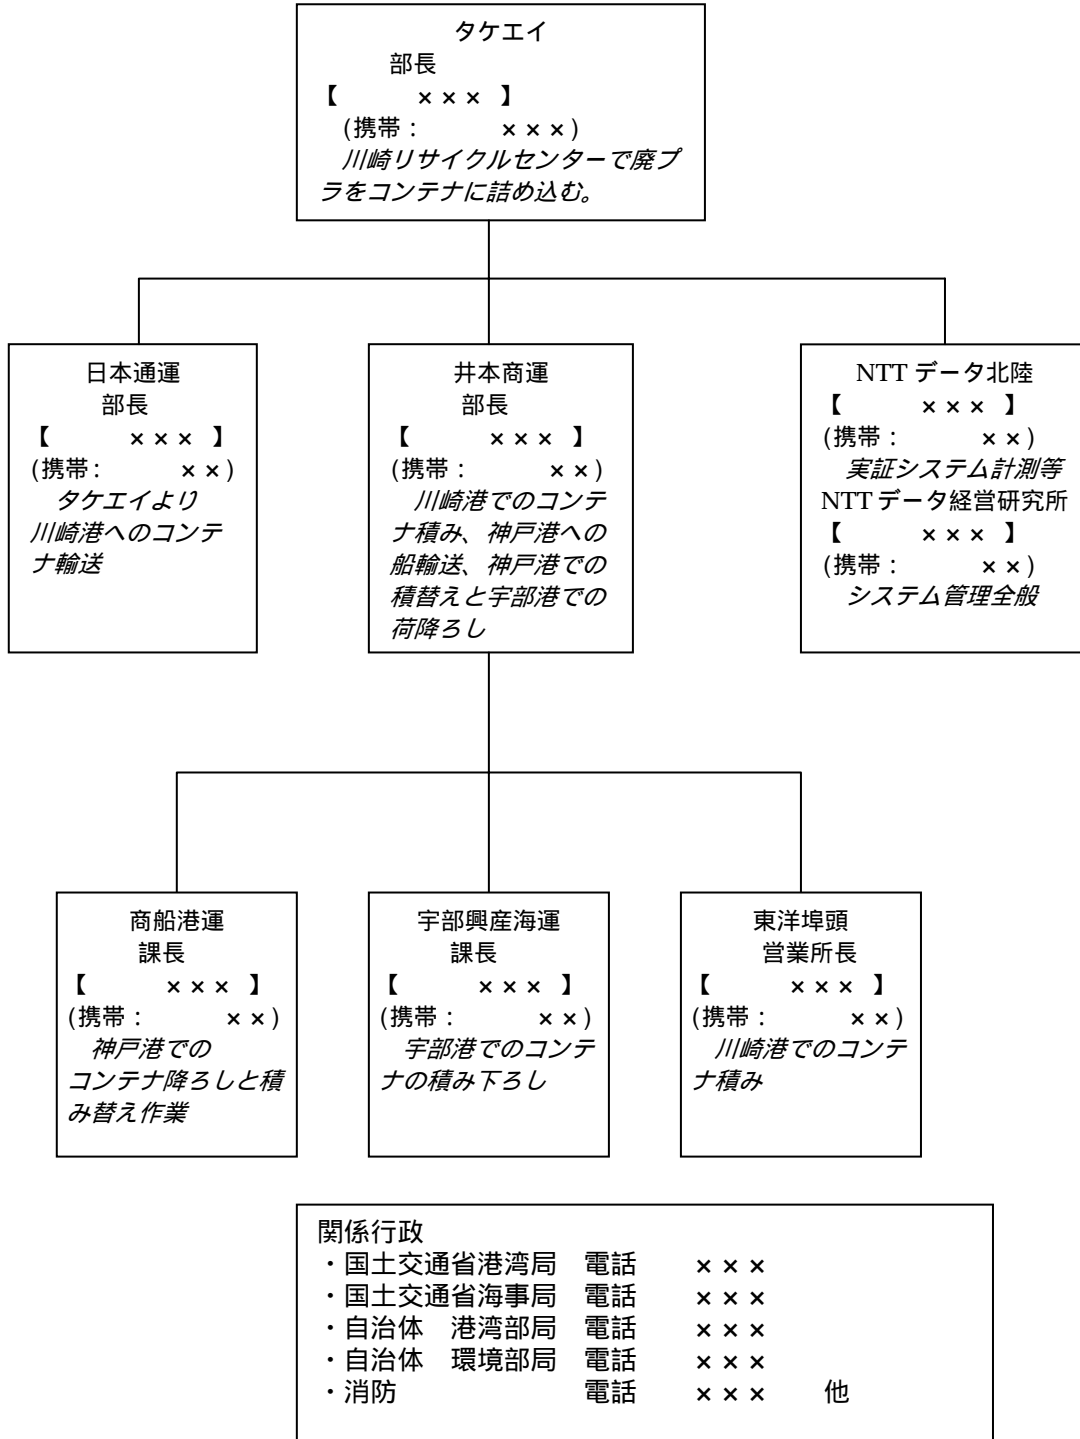 タケエイ
部長
【　　　×××　】
(携帯：　　　×××)
川崎リサイクルセンターで廃プ
ラをコンテナに詰め込む。
日本通運
部長
【　　　×××　】
(携帯：　　　××)
タケエイより
川崎港へのコンテ
ナ輸送
井本商運
部長
【　　　×××　】
(携帯：　　　××)
川崎港でのコンテ
ナ積み、神戸港への
船輸送、神戸港での
積替えと宇部港での
荷降ろし
NTT データ北陸
【　　　×××　】
(携帯：　　　××)
実証システム計測等
NTT データ経営研究所
【　　　×××　】
(携帯：　　　××)
システム管理全般
商船港運
課長
【　　　×××　】
(携帯：　　　××)
神戸港での
コンテナ降ろしと積
み替え作業
宇部興産海運
課長
【　　　×××　】
(携帯：　　　××)
宇部港でのコンテ
ナの積み下ろし
東洋埠頭
営業所長
【　　　×××　】
(携帯：　　　××)
川崎港でのコンテ
ナ積み
関係行政
・国土交通省港湾局　電話　　×××
・国土交通省海事局　電話　　×××
・自治体　港湾部局　電話　　×××
・自治体　環境部局　電話　　×××
・消防　　　　　　　電話　　×××　　他